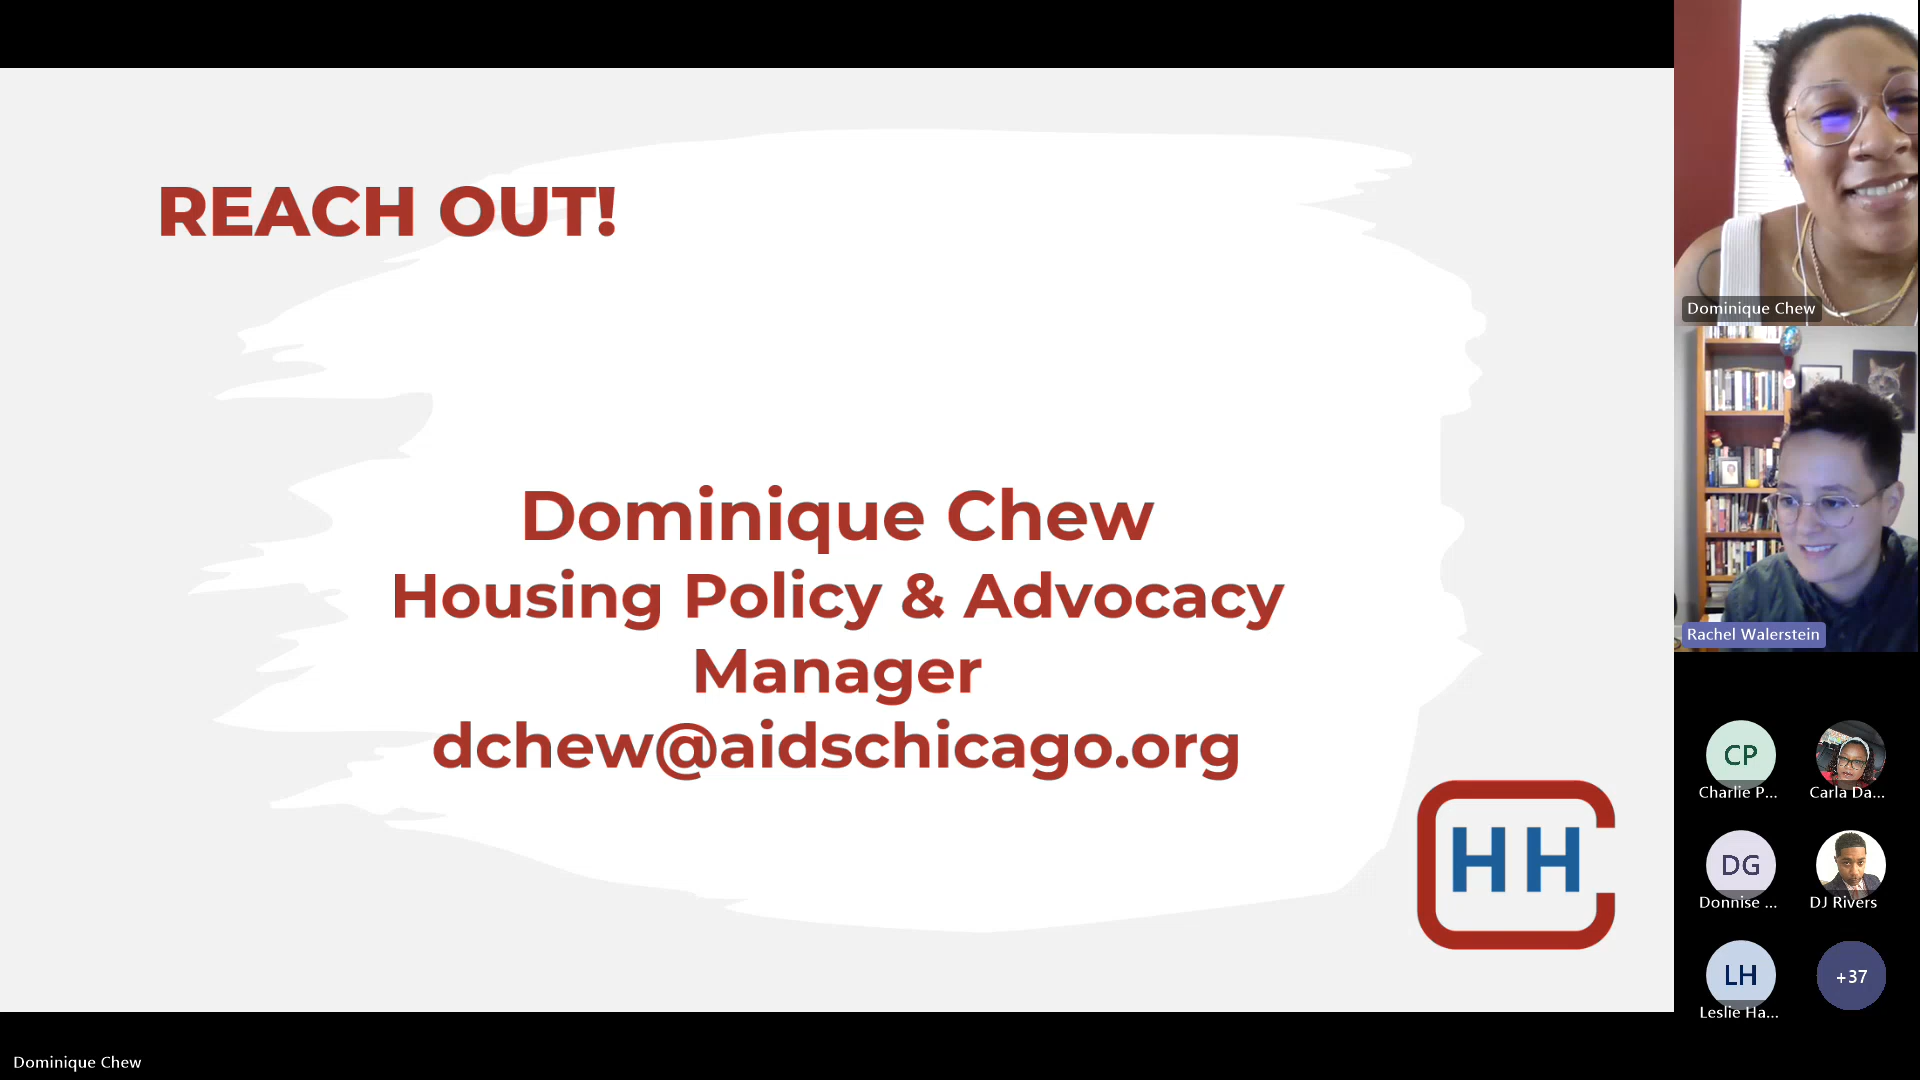 REACH OUT!
Dominique Chew
Housing Policy & Advocacy
Manager
dchew@aidschicago.org
HH
Dominique Chew
Rachel Walerstein
CP
Charlie P...
Carla Da...
DG
Donnise ...
DJ Rivers
LH
Leslie Ha...
+37
Dominique Chew